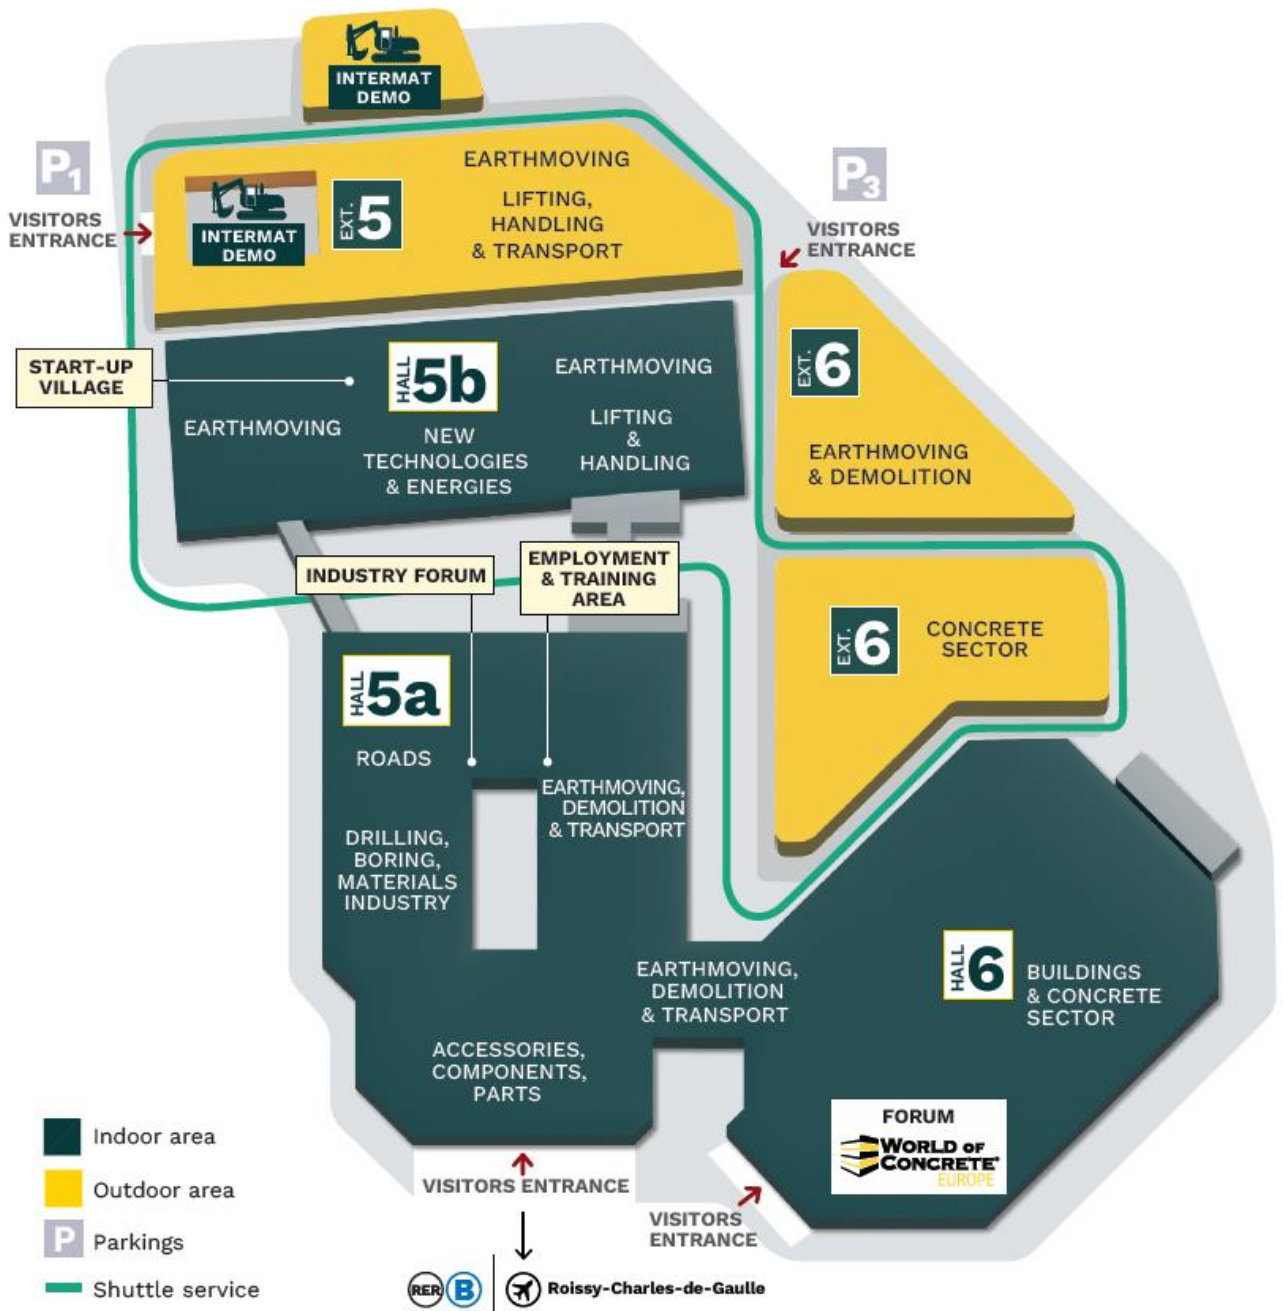 INTERMAT
DEMO
P1
VISITORS
ENTRANCE
INTERMAT
DEMO
EXT. 5
EARTHMOVING
LIFTING,
HANDLING
& TRANSPORT
P3
VISITORS
ENTRANCE
START-UP
VILLAGE
EARTHMOVING
HALL 5b
NEW
TECHNOLOGIES
& ENERGIES
EARTHMOVING
LIFTING
&
HANDLING
EXT. 6
EARTHMOVING
& DEMOLITION
INDUSTRY FORUM
EMPLOYMENT
& TRAINING
AREA
EXT. 6
CONCRETE
SECTOR
HALL 5a
ROADS
DRILLING,
BORING,
MATERIALS
INDUSTRY
EARTHMOVING,
DEMOLITION
& TRANSPORT
EARTHMOVING,
DEMOLITION
& TRANSPORT
HALL 6
BUILDINGS
& CONCRETE
SECTOR
ACCESSORIES,
COMPONENTS,
PARTS
FORUM
WORLD OF
CONCRETE®
EUROPE
VISITORS ENTRANCE
VISITORS
ENTRANCE
Indoor area
Outdoor area
P Parkings
Shuttle service
RER B
Roissy-Charles-de-Gaulle